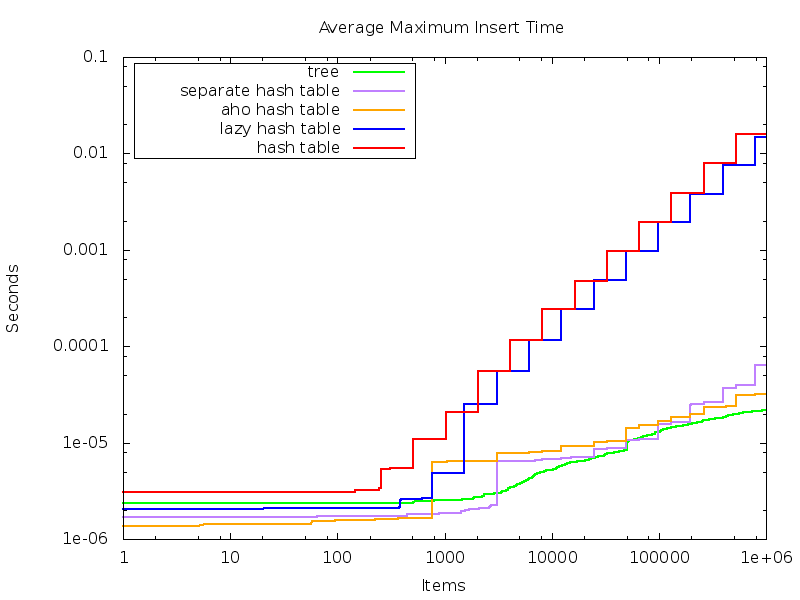 Average Maximum Insert Time
tree
separate hash table
aho hash table
lazy hash table
hash table
0.1
0.01
0.001
0.0001
1e-05
1e-06
Seconds
1 10 100 1000 10000 100000 1e+06
Items